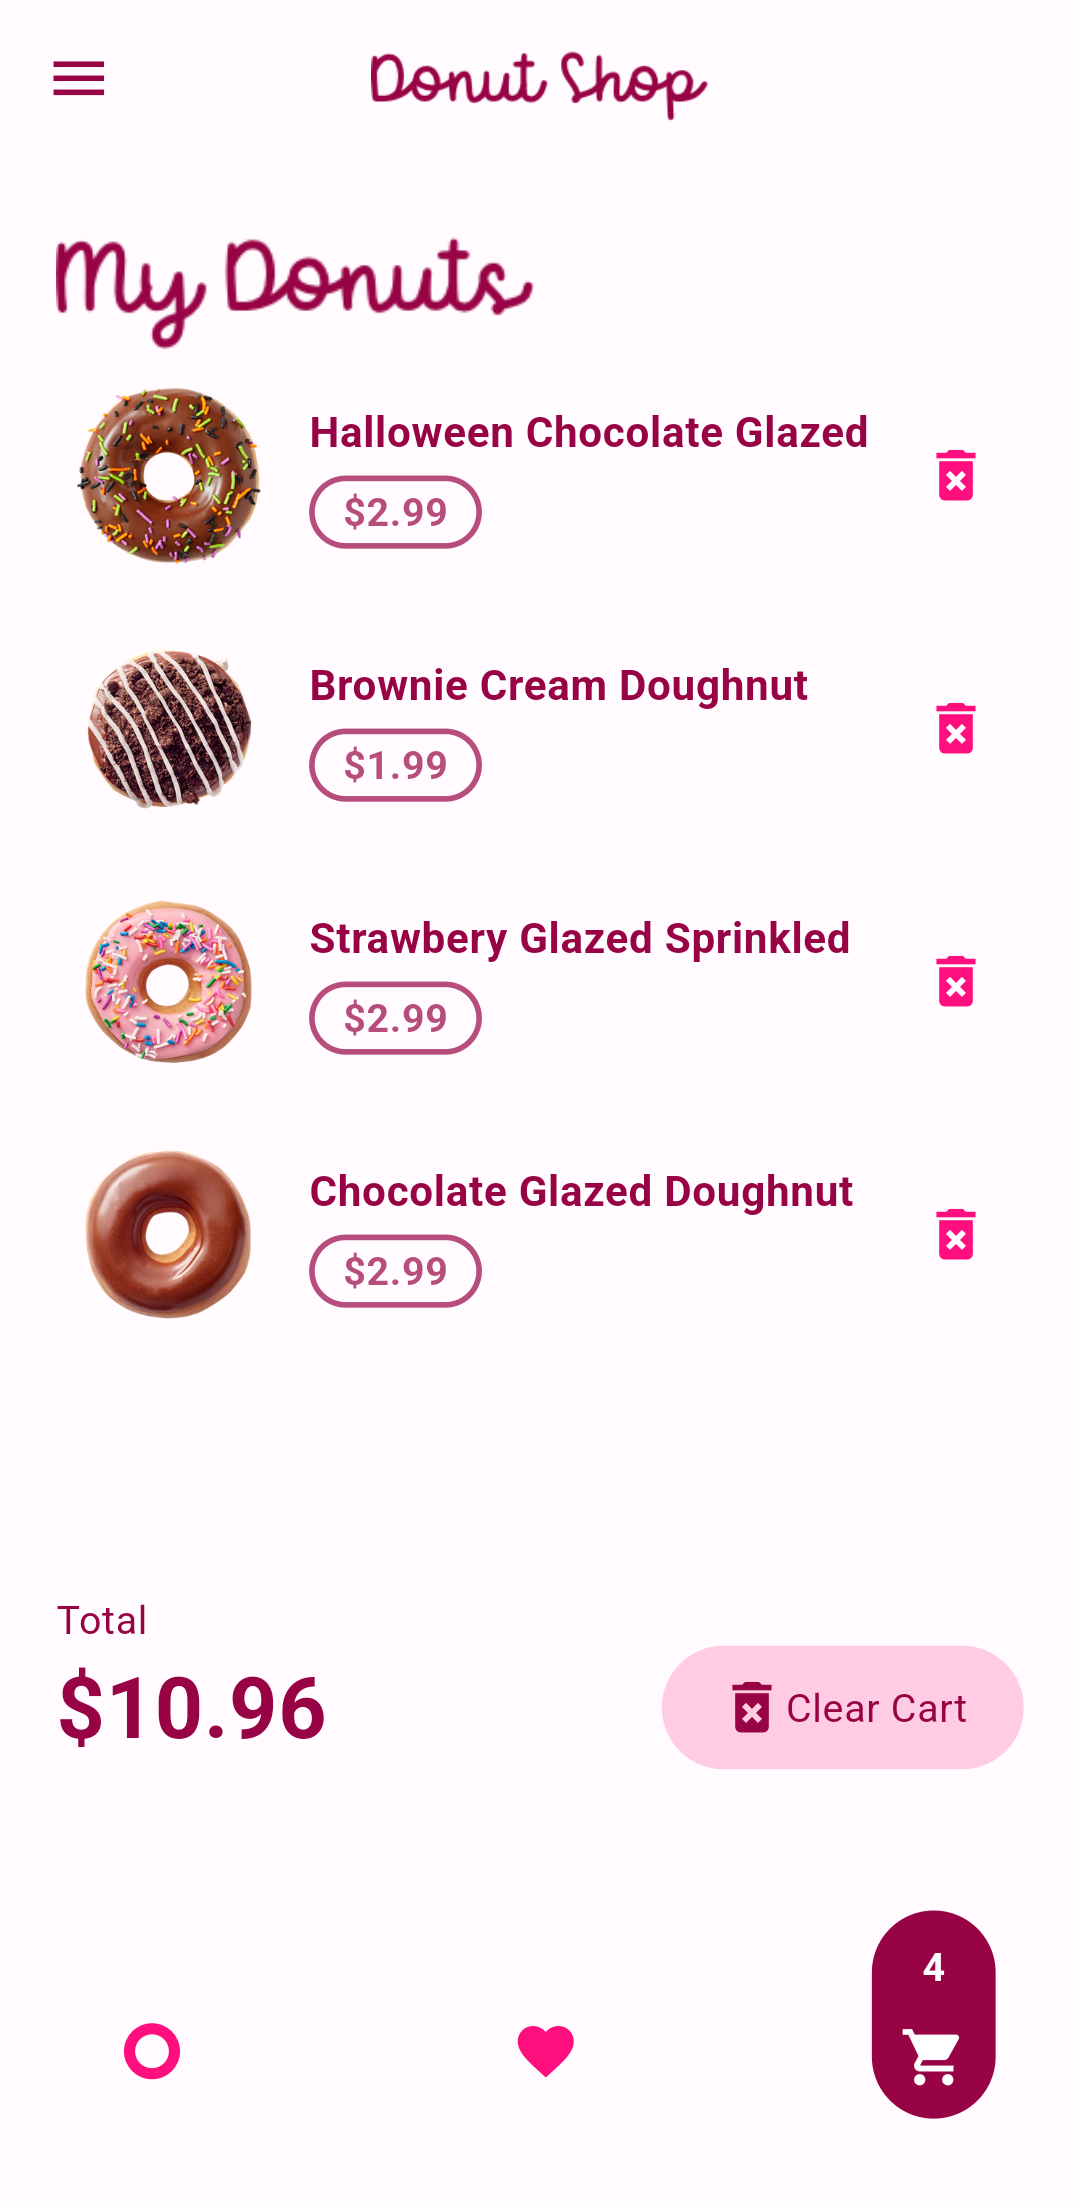 Donut Shop
My Donuts
Halloween Chocolate Glazed
$2.99
Brownie Cream Doughnut
$1.99
Strawbery Glazed Sprinkled
$2.99
Chocolate Glazed Doughnut
$2.99
Total
$10.96
Clear Cart
4